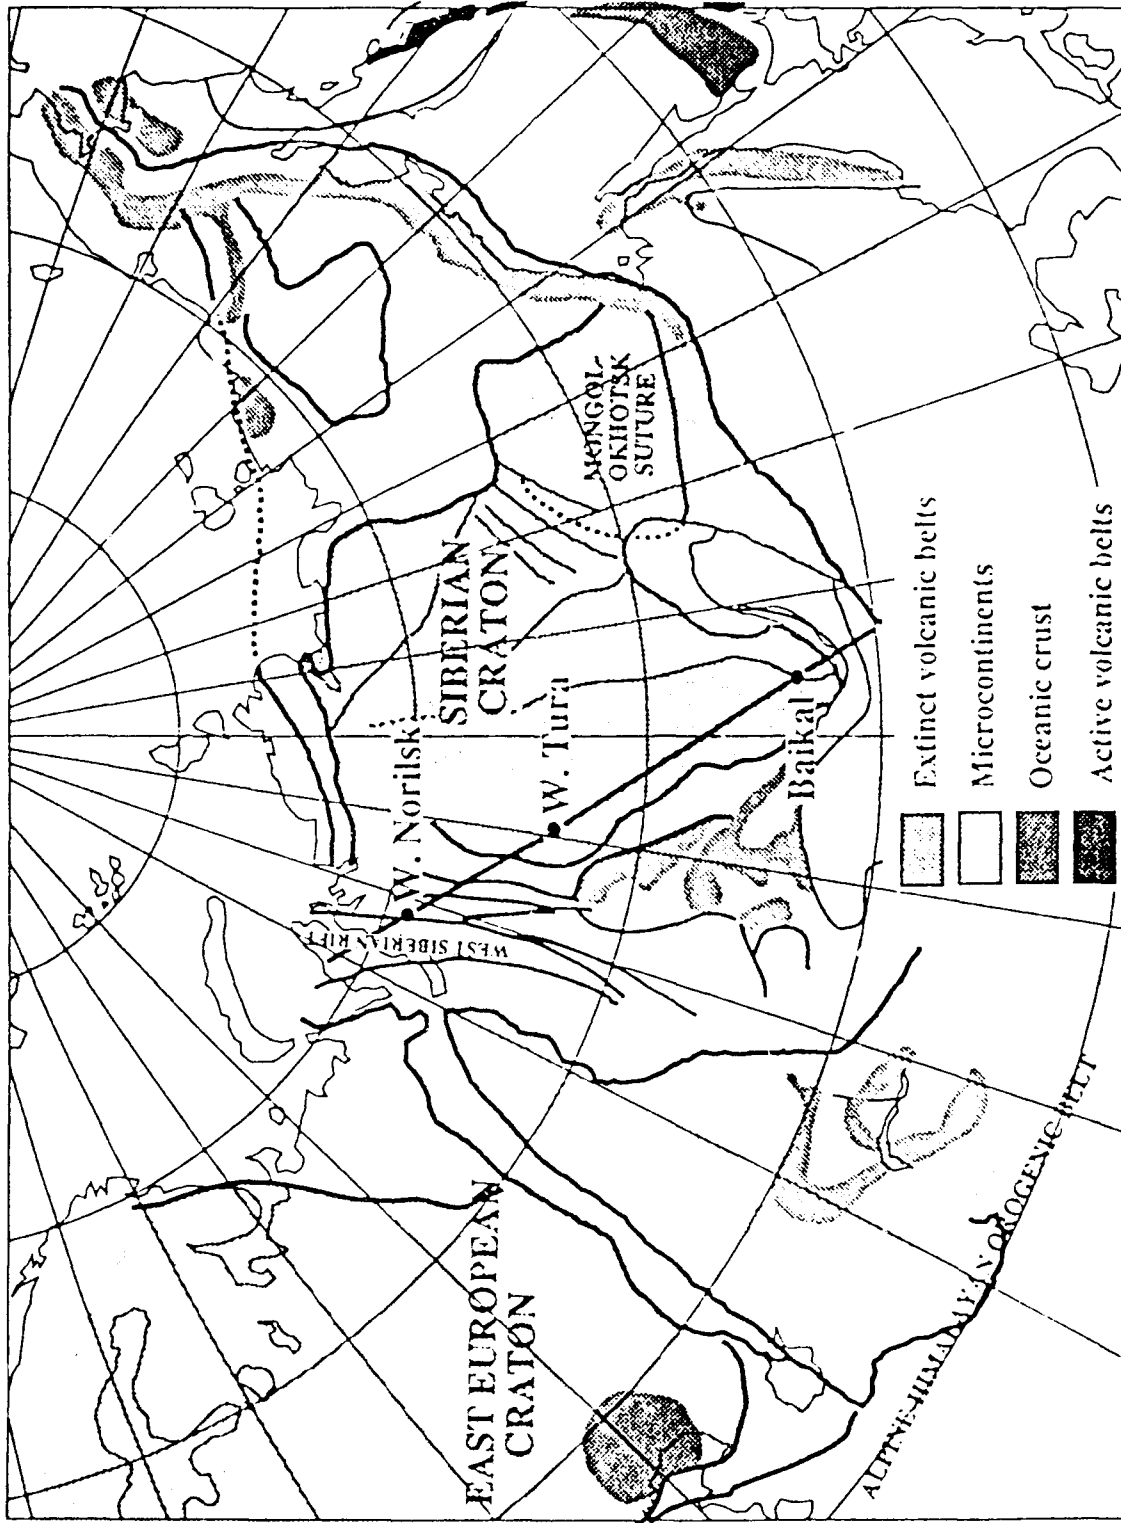 EAST EUROPEAN
CRATON
WEST SIBERIAN RIFT
W. Norilsk
SIBERIAN
CRATON
W. Tura
MONGOL-
OKHOTSK
SUTURE
Baikal
ALPINE-HIMALAYAN OROGENIC BELT
Extinct volcanic belts
Microcontinents
Oceanic crust
Active volcanic belts